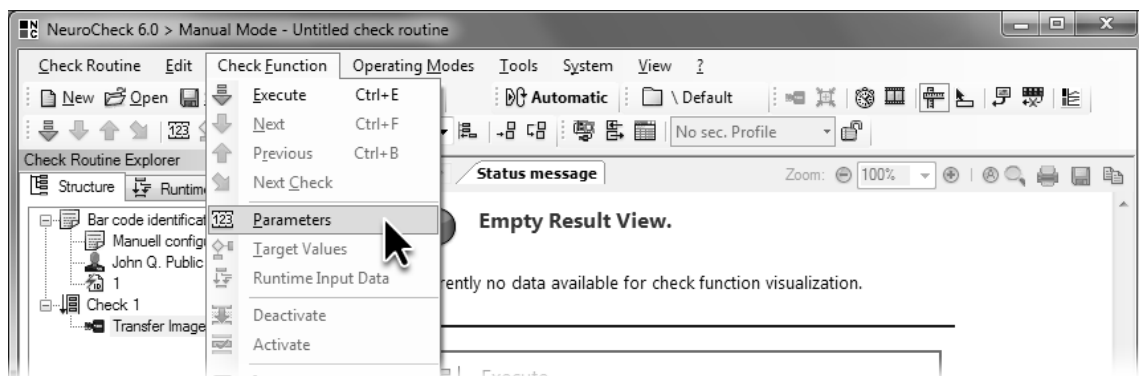 NeuroCheck 6.0 > Manual Mode - Untitled check routine
Check Routine Edit Check Function Operating Modes Tools System View ?
New Open Automatic \ Default
Execute Ctrl+E
Next Ctrl+F
Previous Ctrl+B
Next Check
Parameters
Target Values
Runtime Input Data
Deactivate
Activate
123 No sec. Profile
Check Routine Explorer
Structure Runtim
Status message Zoom: 100%
Bar code identificat
Manuell configu
John Q. Public
1
Check 1
Transfer Image
Empty Result View.
rently no data available for check function visualization.
Execute